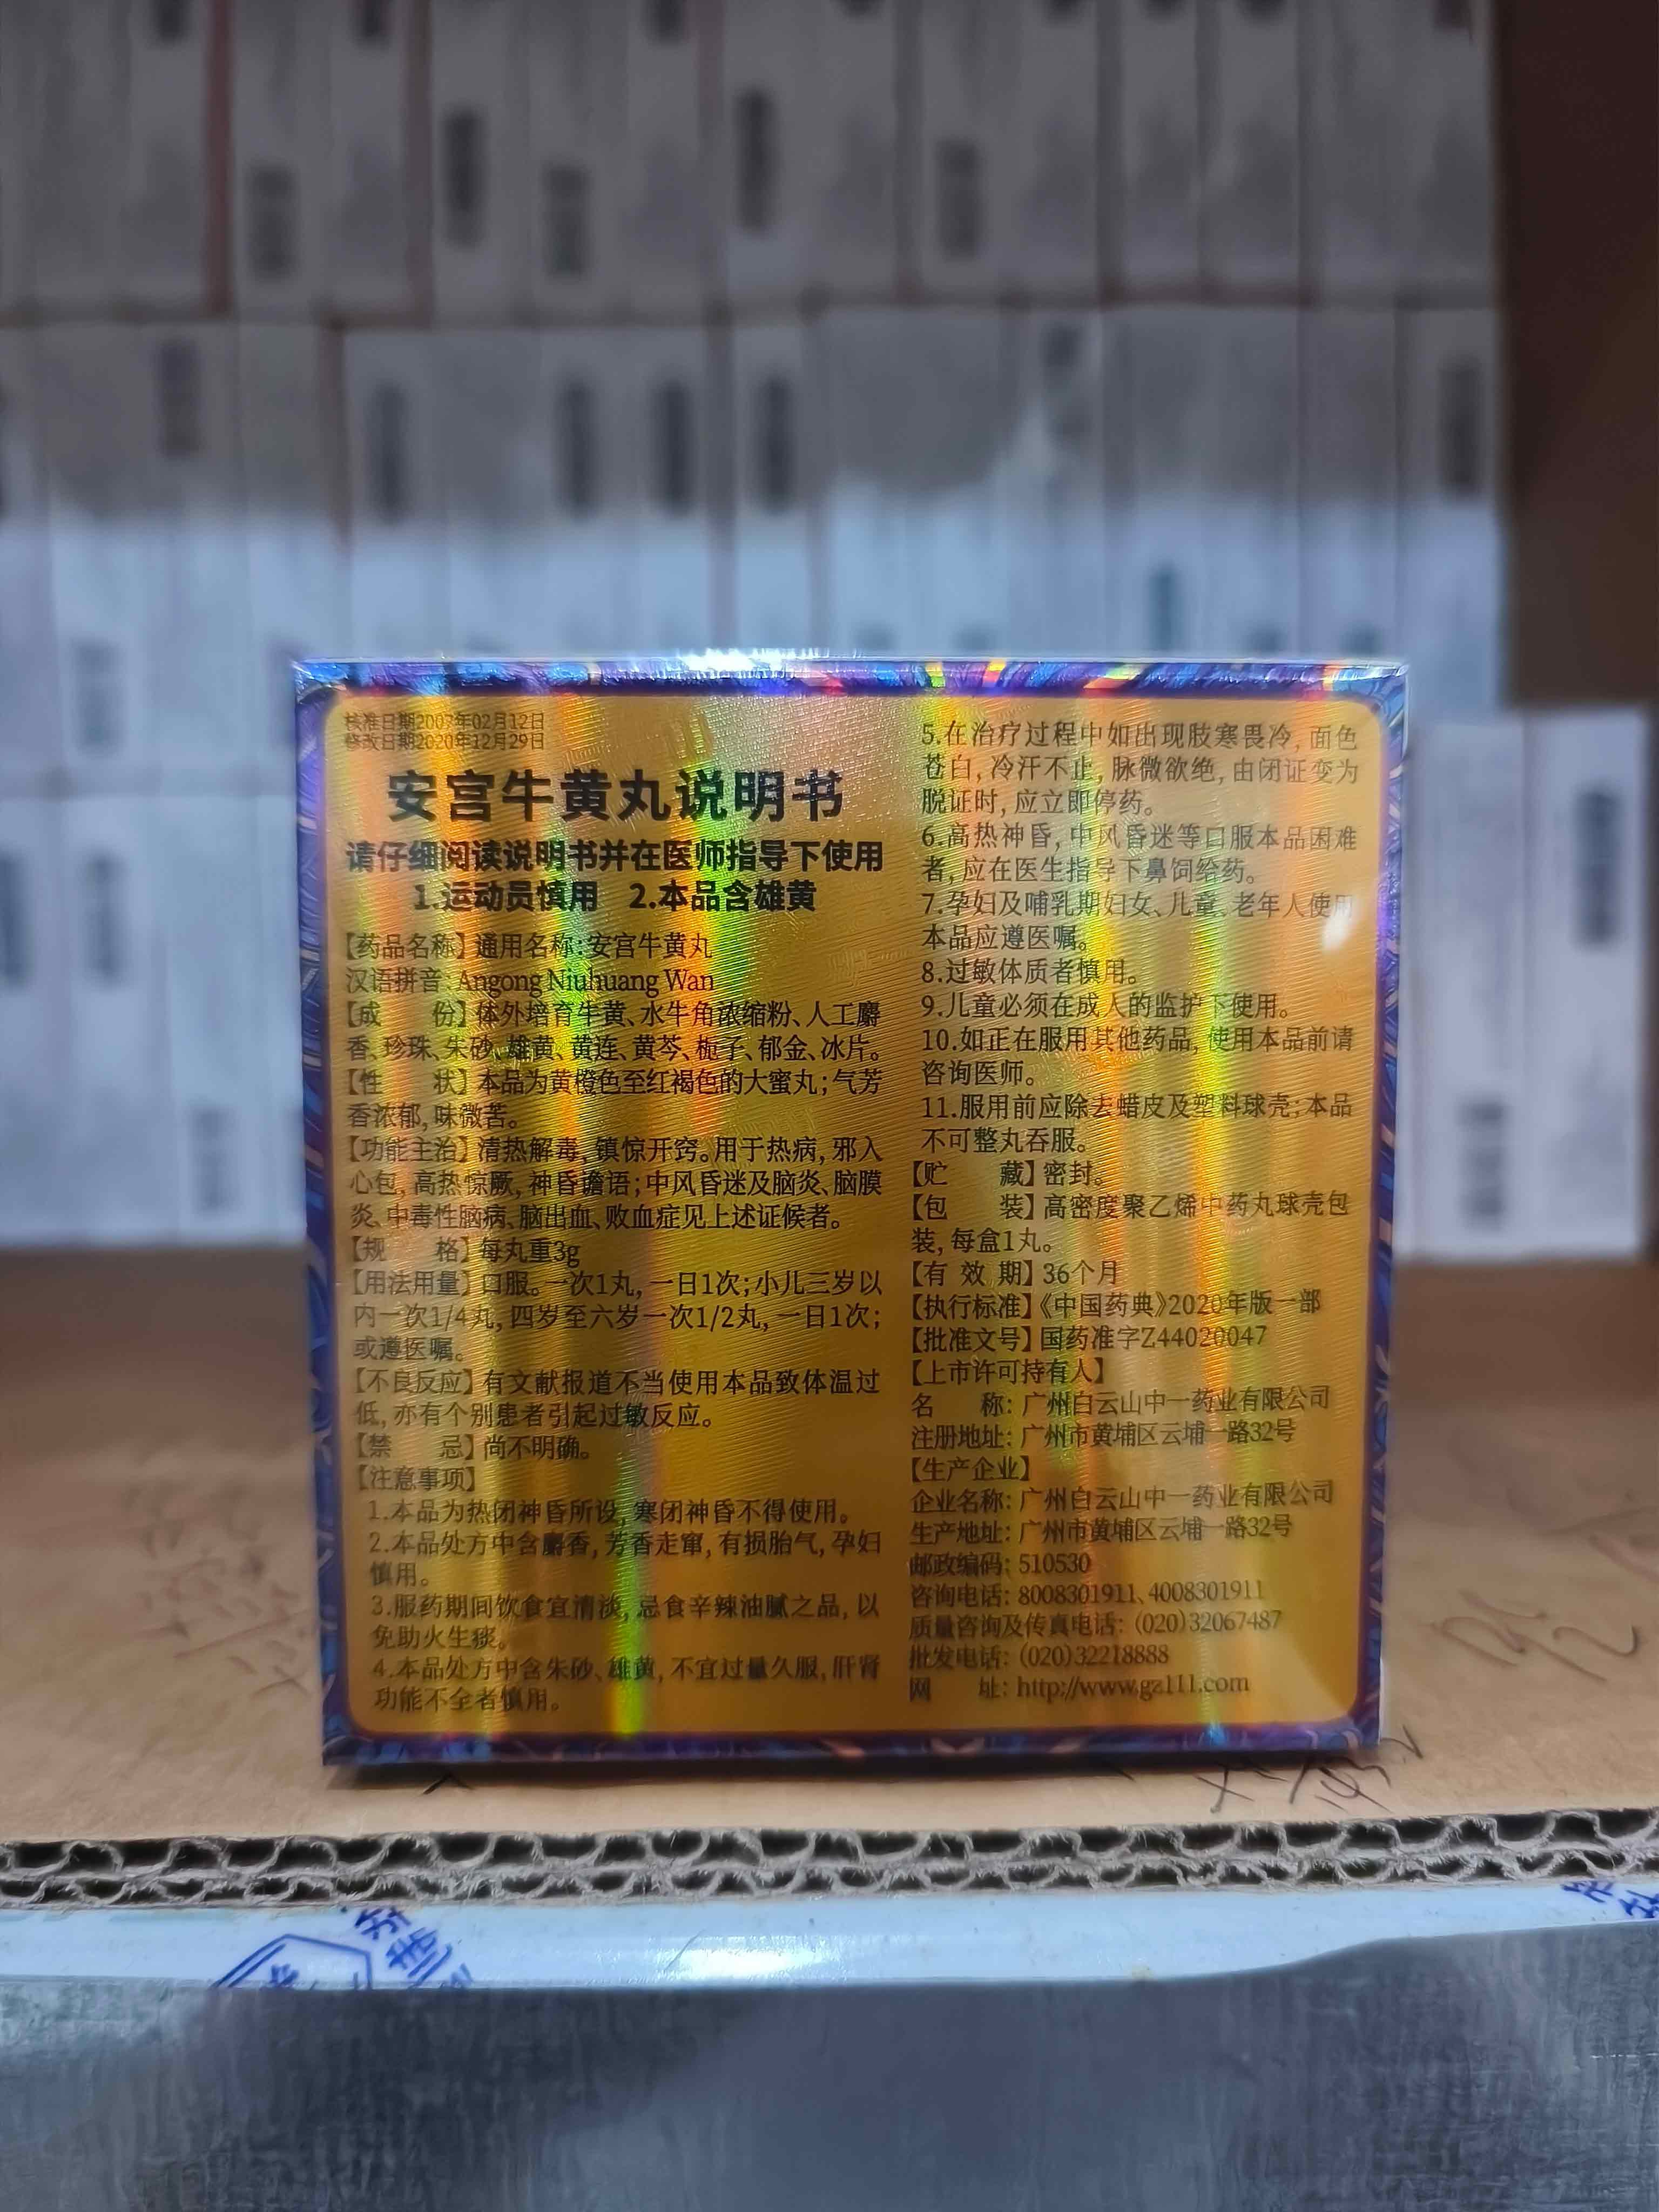 核准日期2007年02月12日
修改日期2020年12月29日
安宫牛黄丸说明书
请仔细阅读说明书并在医师指导下使用
1.运动员慎用 2.本品含雄黄
【药品名称】通用名称:安宫牛黄丸
汉语拼音:Angong Niuhuang Wan
【成 份】体外培育牛黄、水牛角浓缩粉、人工麝
香、珍珠、朱砂、雄黄、黄连、黄芩、栀子、郁金、冰片。
【性 状】本品为黄橙色至红褐色的大蜜丸;气芳
香浓郁,味微苦。
【功能主治】清热解毒,镇惊开窍。用于热病,邪入
心包,高热惊厥,神昏谵语;中风昏迷及脑炎、脑膜
炎、中毒性脑病、脑出血、败血症见上述证候者。
【规 格】每丸重3g
【用法用量】口服。一次1丸,一日1次;小儿三岁以
内一次1/4丸,四岁至六岁一次1/2丸,一日1次;
或遵医嘱。
【不良反应】有文献报道不当使用本品致体温过
低,亦有个别患者引起过敏反应。
【禁 忌】尚不明确。
【注意事项】
1.本品为热闭神昏所设,寒闭神昏不得使用。
2.本品处方中含麝香,芳香走窜,有损胎气,孕妇
慎用。
3.服药期间饮食宜清淡,忌食辛辣油腻之品,以
免助火生痰。
4.本品处方中含朱砂、雄黄,不宜过量久服,肝肾
功能不全者慎用。
5.在治疗过程中如出现肢寒畏冷,面色
苍白,冷汗不止,脉微欲绝,由闭证变为
脱证时,应立即停药。
6.高热神昏,中风昏迷等口服本品困难
者,应在医生指导下鼻饲给药。
7.孕妇及哺乳期妇女、儿童、老年人使用
本品应遵医嘱。
8.过敏体质者慎用。
9.儿童必须在成人的监护下使用。
10.如正在服用其他药品,使用本品前请
咨询医师。
11.服用前应除去蜡皮及塑料球壳;本品
不可整丸吞服。
【贮 藏】密封。
【包 装】高密度聚乙烯中药丸球壳包
装,每盒1丸。
【有 效 期】36个月
【执行标准】《中国药典》2020年版一部
【批准文号】国药准字Z44020047
【上市许可持有人】
名 称:广州白云山中一药业有限公司
注册地址:广州市黄埔区云埔一路32号
【生产企业】
企业名称:广州白云山中一药业有限公司
生产地址:广州市黄埔区云埔一路32号
邮政编码:510530
咨询电话:8008301911、4008301911
质量咨询及传真电话:(020)32067487
批发电话:(020)32218888
网 址:http://www.gz111.com